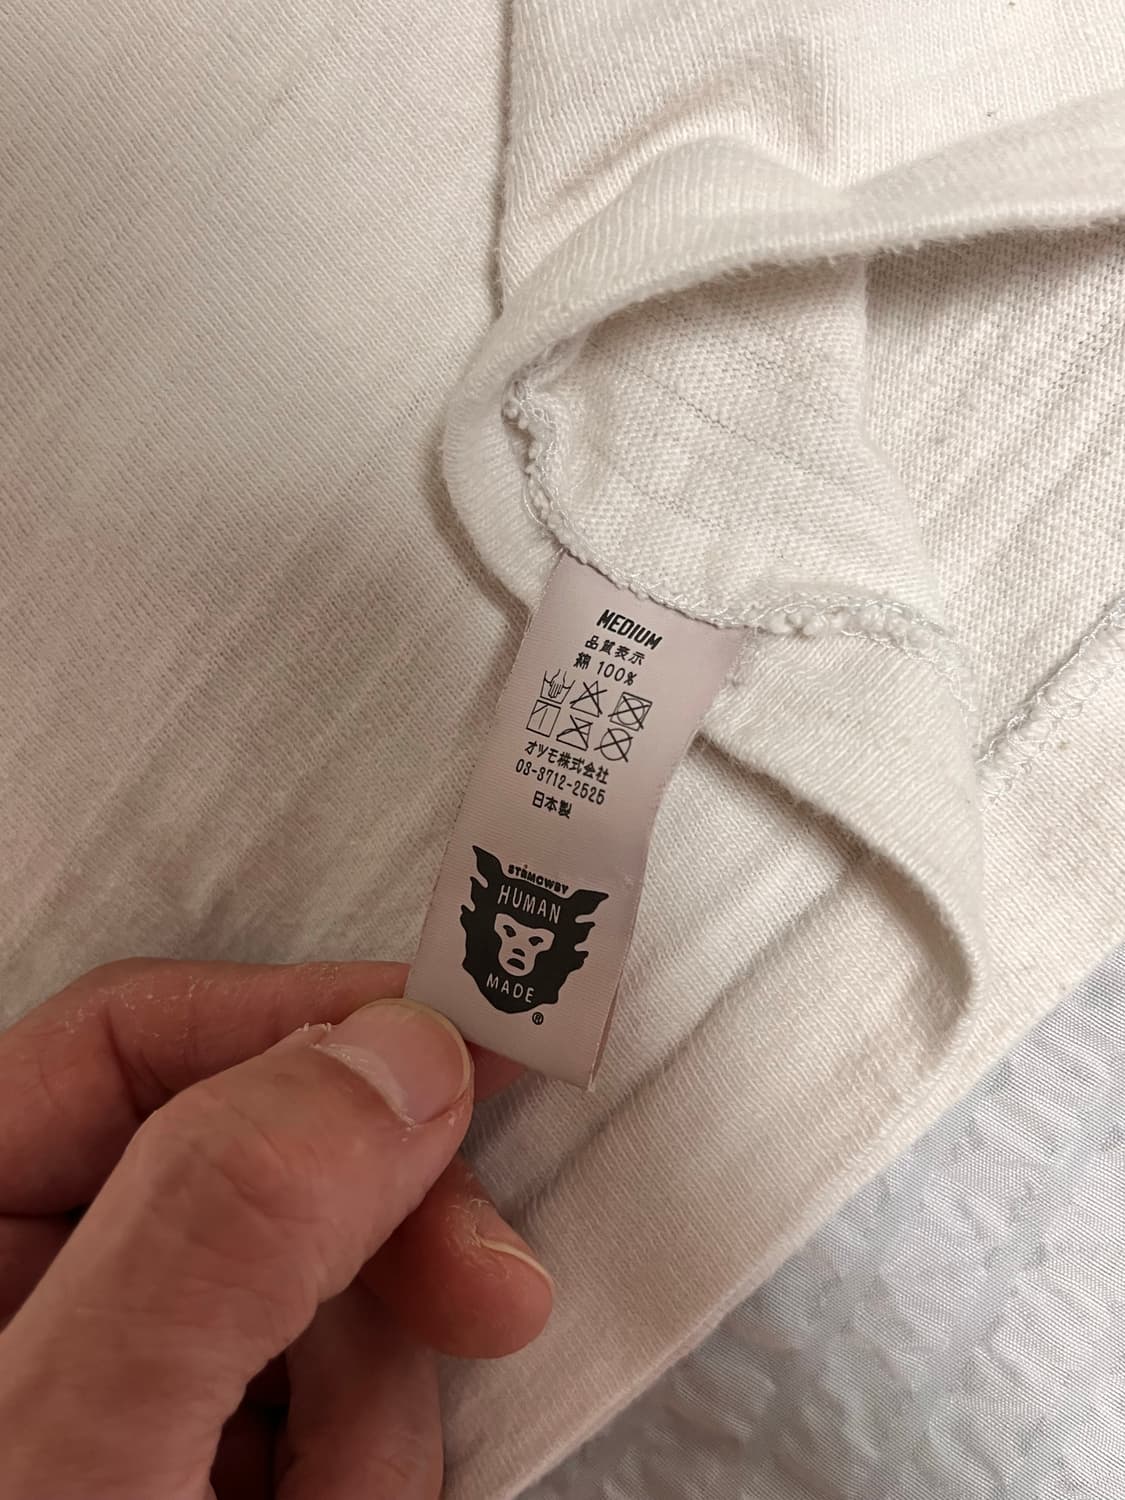 MEDIUM
品質表示
綿 100%
オツモ株式会社
03-3712-2525
日本製
STRMCWBY
HUMAN
MADE
®